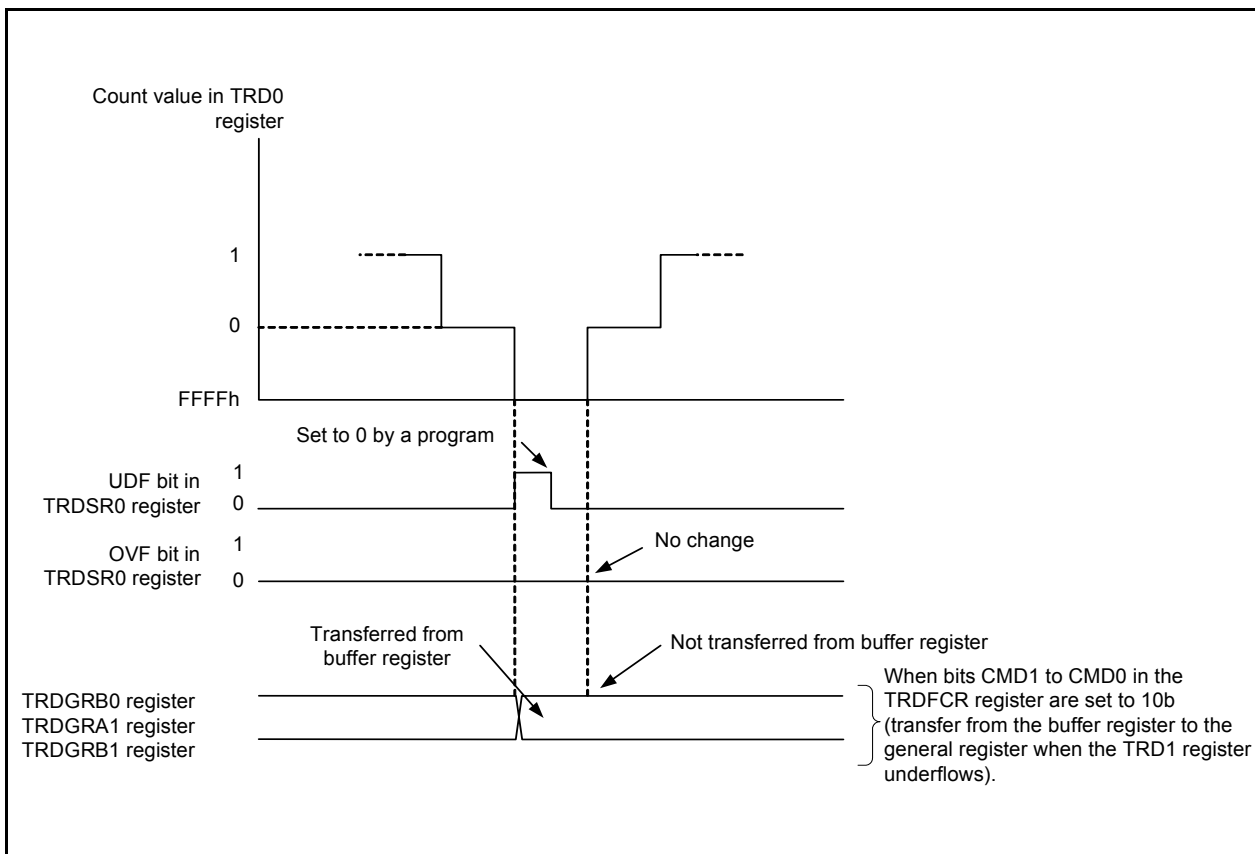 Count value in TRD0
register
1
0
FFFFh
Set to 0 by a program
UDF bit in
TRDSR0 register
1
0
OVF bit in
TRDSR0 register
1
0
No change
Transferred from
buffer register
Not transferred from buffer register
TRDGRB0 register
TRDGRA1 register
TRDGRB1 register
When bits CMD1 to CMD0 in the
TRDFCR register are set to 10b
(transfer from the buffer register to the
general register when the TRD1 register
underflows).